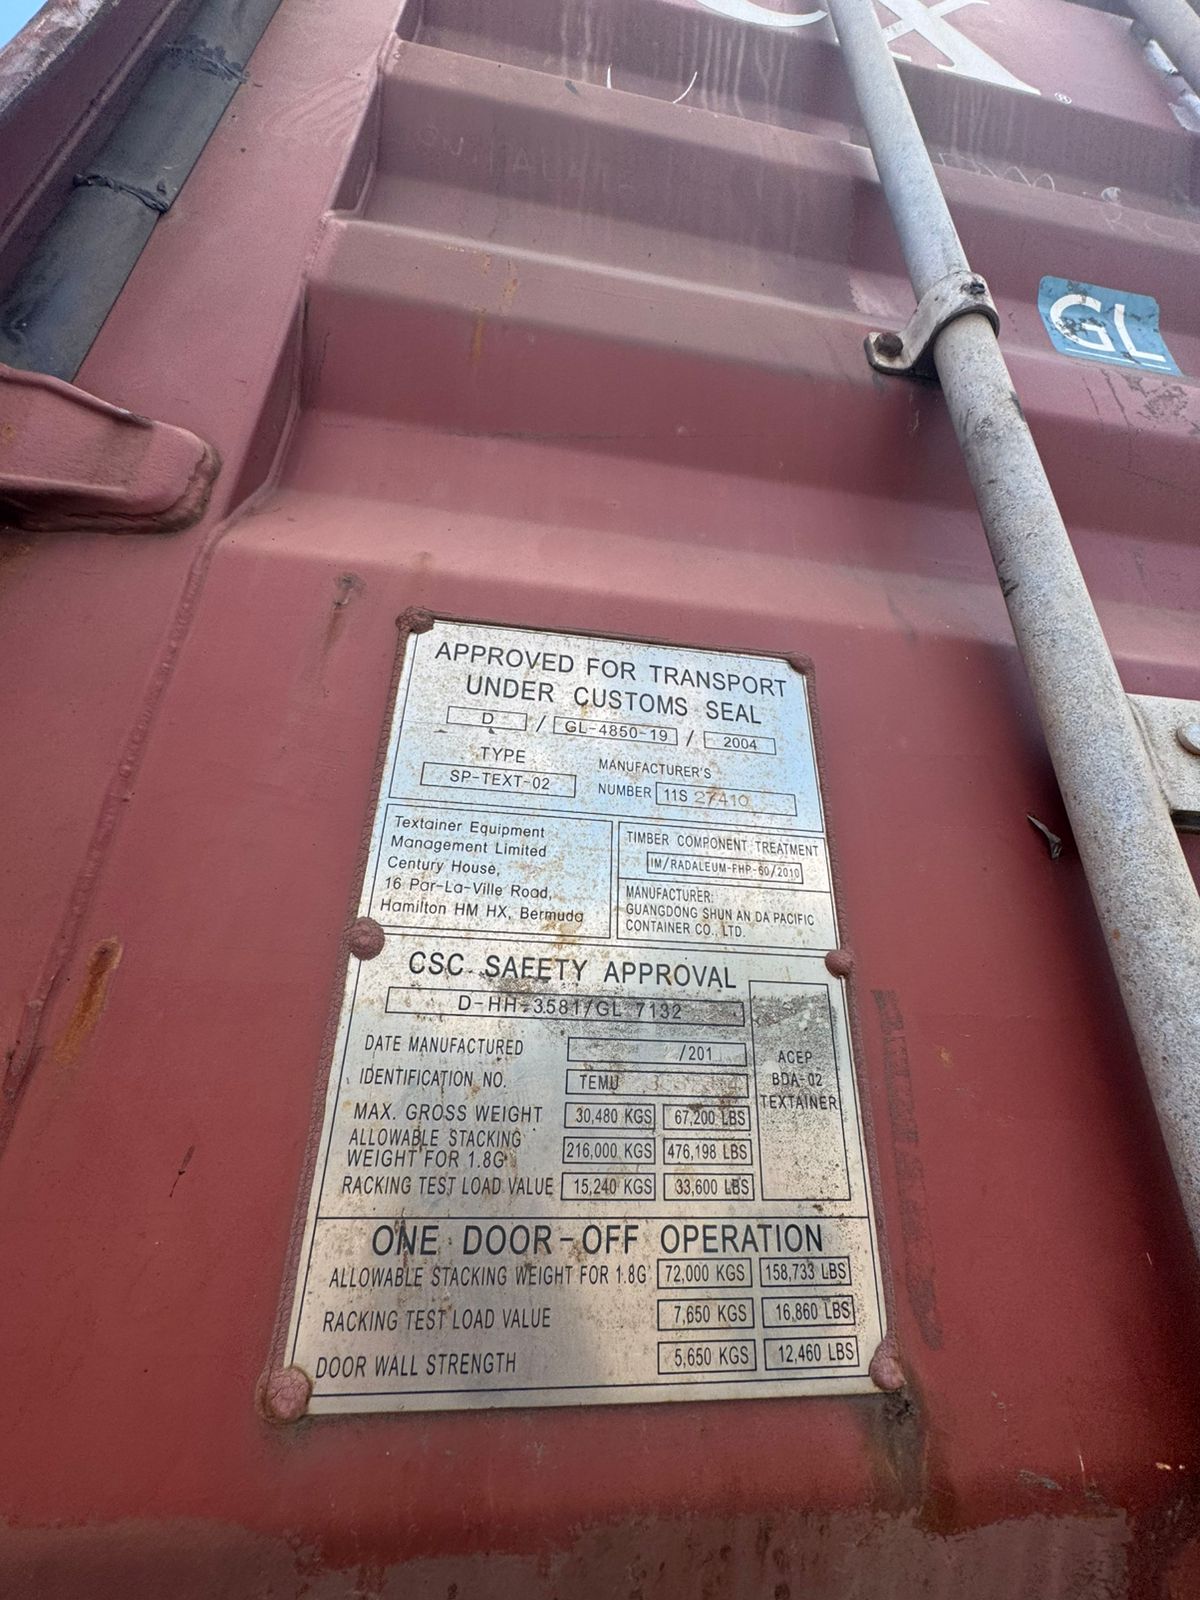 GL
APPROVED FOR TRANSPORT
UNDER CUSTOMS SEAL
D / GL-4850-19 / 2004
TYPE
SP-TEXT-02
MANUFACTURER'S
NUMBER 11S 27410
Textainer Equipment
Management Limited
Century House,
16 Par-La-Ville Road,
Hamilton HM HX, Bermuda
TIMBER COMPONENT TREATMENT
IM/RADALEUM-FHP-60/2010
MANUFACTURER:
GUANGDONG SHUN AN DA PACIFIC
CONTAINER CO., LTD.
CSC SAFETY APPROVAL
D-HH-3581/GL 7132
DATE MANUFACTURED /201
IDENTIFICATION NO. TEMU
MAX. GROSS WEIGHT 30,480 KGS 67,200 LBS
ALLOWABLE STACKING
WEIGHT FOR 1.8G 216,000 KGS 476,198 LBS
RACKING TEST LOAD VALUE 15,240 KGS 33,600 LBS
ACEP
BDA-02
TEXTAINER
ONE DOOR-OFF OPERATION
ALLOWABLE STACKING WEIGHT FOR 1.8G 72,000 KGS 158,733 LBS
RACKING TEST LOAD VALUE 7,650 KGS 16,860 LBS
DOOR WALL STRENGTH 5,650 KGS 12,460 LBS